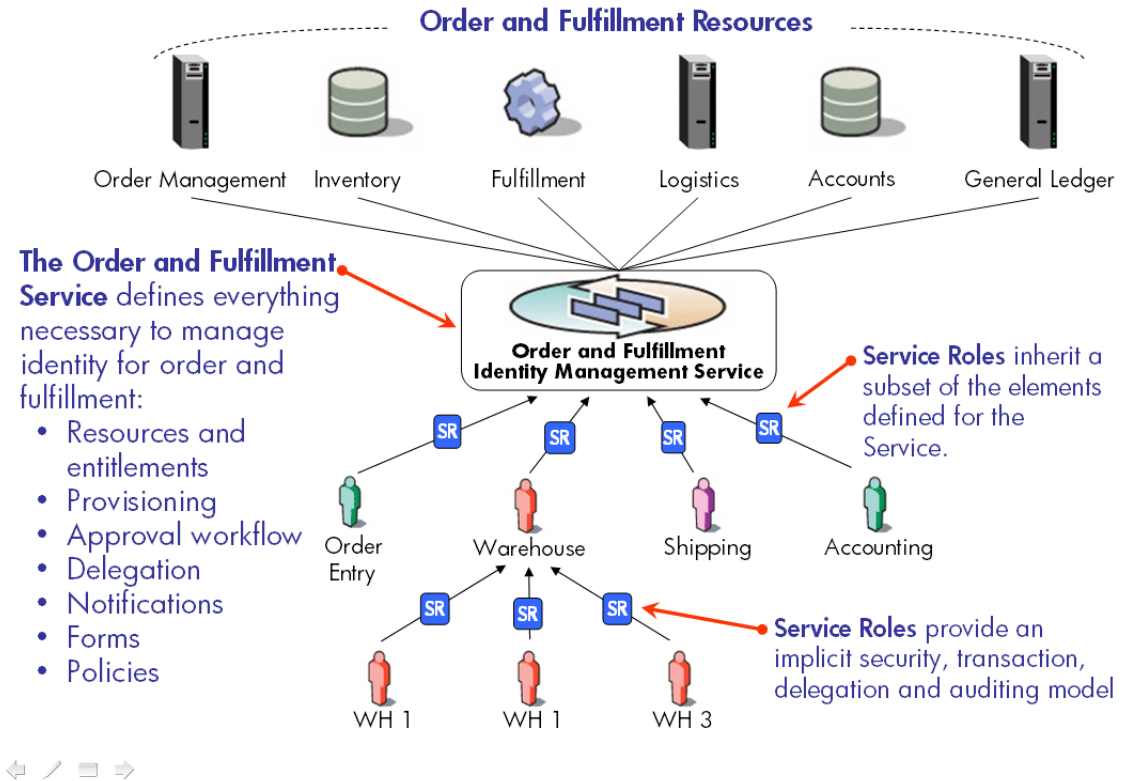 Order and Fulfillment Resources
Order Management
Inventory
Fulfillment
Logistics
Accounts
General Ledger
The Order and Fulfillment
Service defines everything
necessary to manage
identity for order and
fulfillment:
• Resources and
entitlements
• Provisioning
• Approval workflow
• Delegation
• Notifications
• Forms
• Policies
Order and Fulfillment
Identity Management Service
Service Roles inherit a
subset of the elements
defined for the
Service.
SR
SR
SR
SR
Order
Entry
Warehouse
Shipping
Accounting
SR
SR
SR
Service Roles provide an
implicit security, transaction,
delegation and auditing model
WH 1
WH 1
WH 3